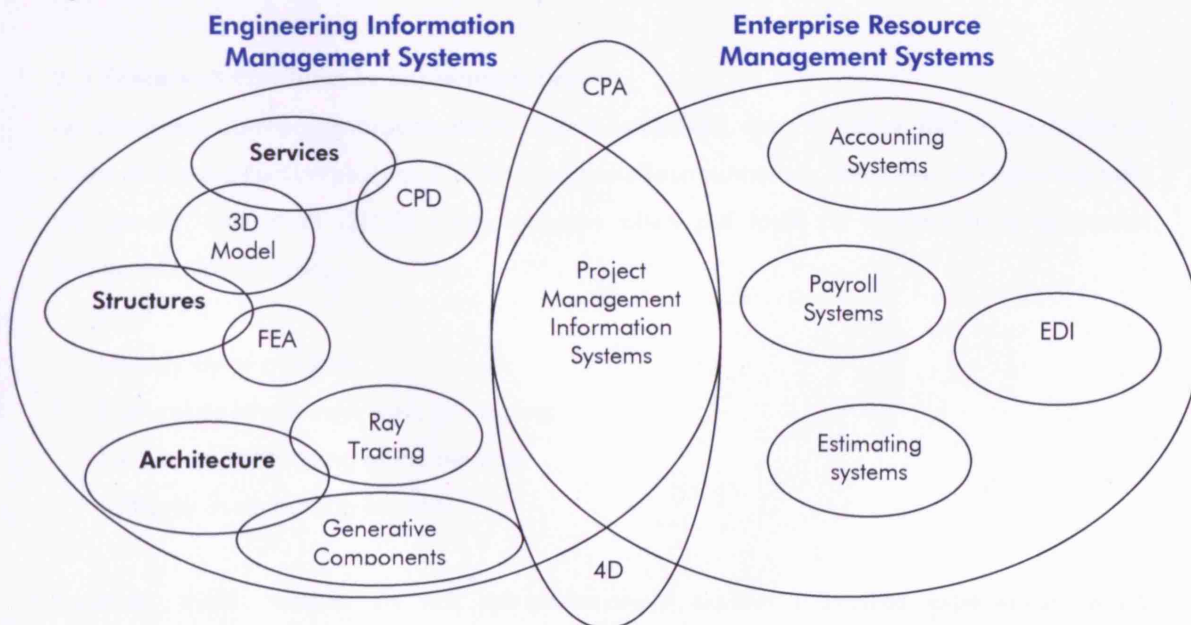 Engineering Information
Management Systems
Enterprise Resource
Management Systems
CPA
Services
CPD
3D
Model
Structures
FEA
Ray
Tracing
Architecture
Generative
Components
Project
Management
Information
Systems
4D
Accounting
Systems
Payroll
Systems
EDI
Estimating
systems